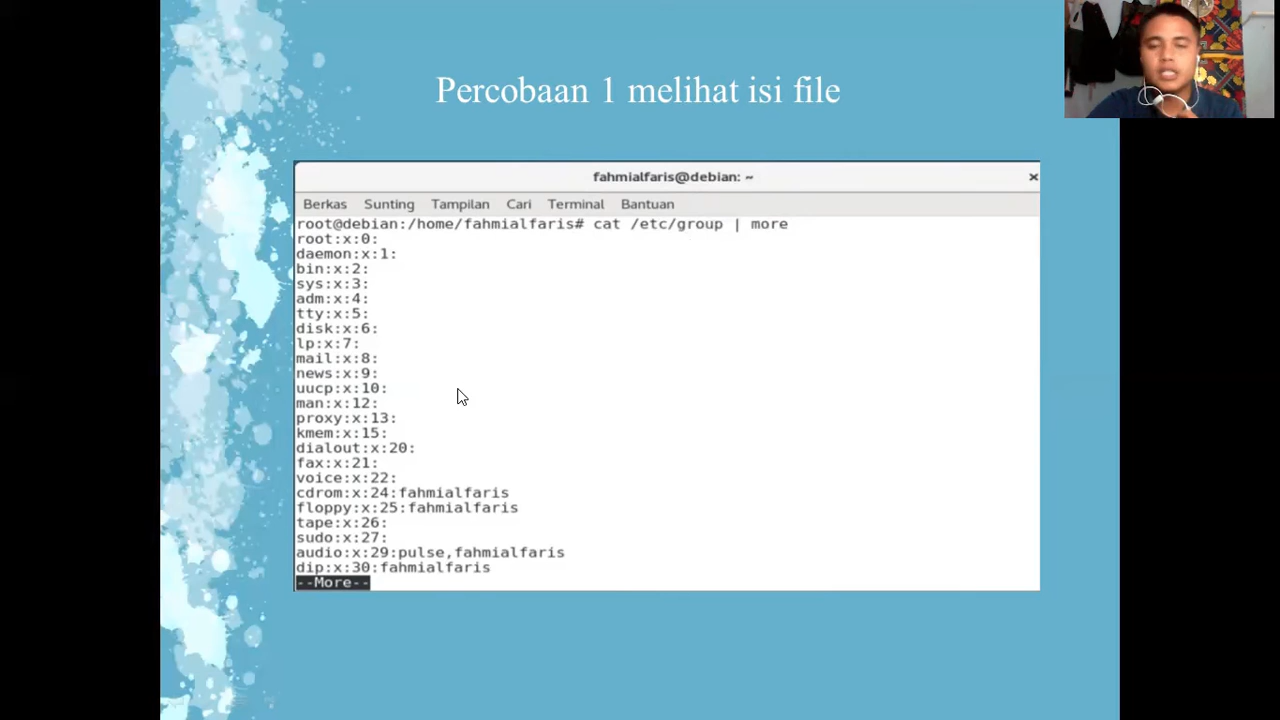 Percobaan 1 melihat isi file
fahmialfaris@debian: ~
×
Berkas Sunting Tampilan Cari Terminal Bantuan
root@debian:/home/fahmialfaris# cat /etc/group | more
root:x:0:
daemon:x:1:
bin:x:2:
sys:x:3:
adm:x:4:
tty:x:5:
disk:x:6:
lp:x:7:
mail:x:8:
news:x:9:
uucp:x:10:
man:x:12:
proxy:x:13:
kmem:x:15:
dialout:x:20:
fax:x:21:
voice:x:22:
cdrom:x:24:fahmialfaris
floppy:x:25:fahmialfaris
tape:x:26:
sudo:x:27:
audio:x:29:pulse,fahmialfaris
dip:x:30:fahmialfaris
--More--